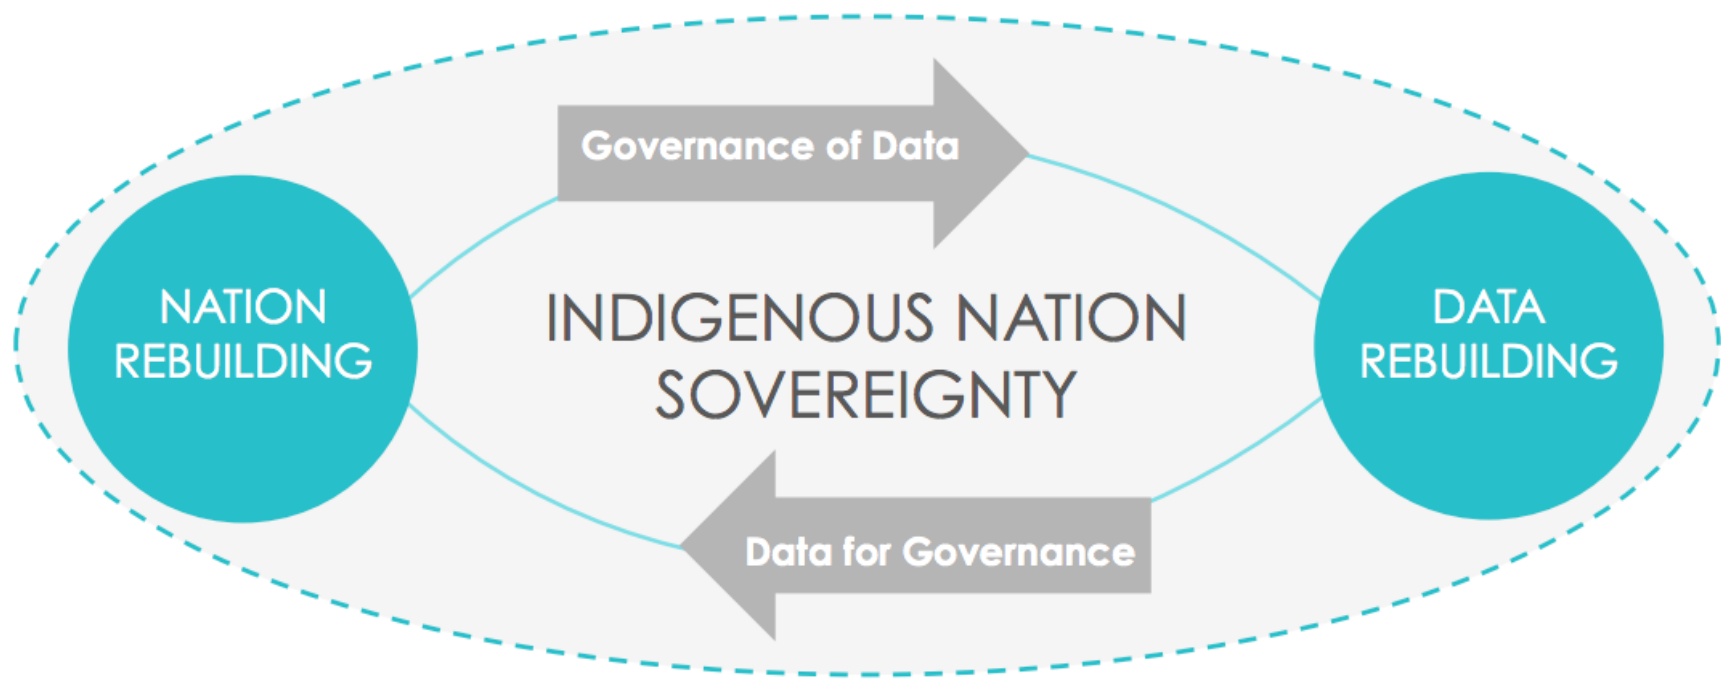 Governance of Data
NATION
REBUILDING
INDIGENOUS NATION
SOVEREIGNTY
DATA
REBUILDING
Data for Governance